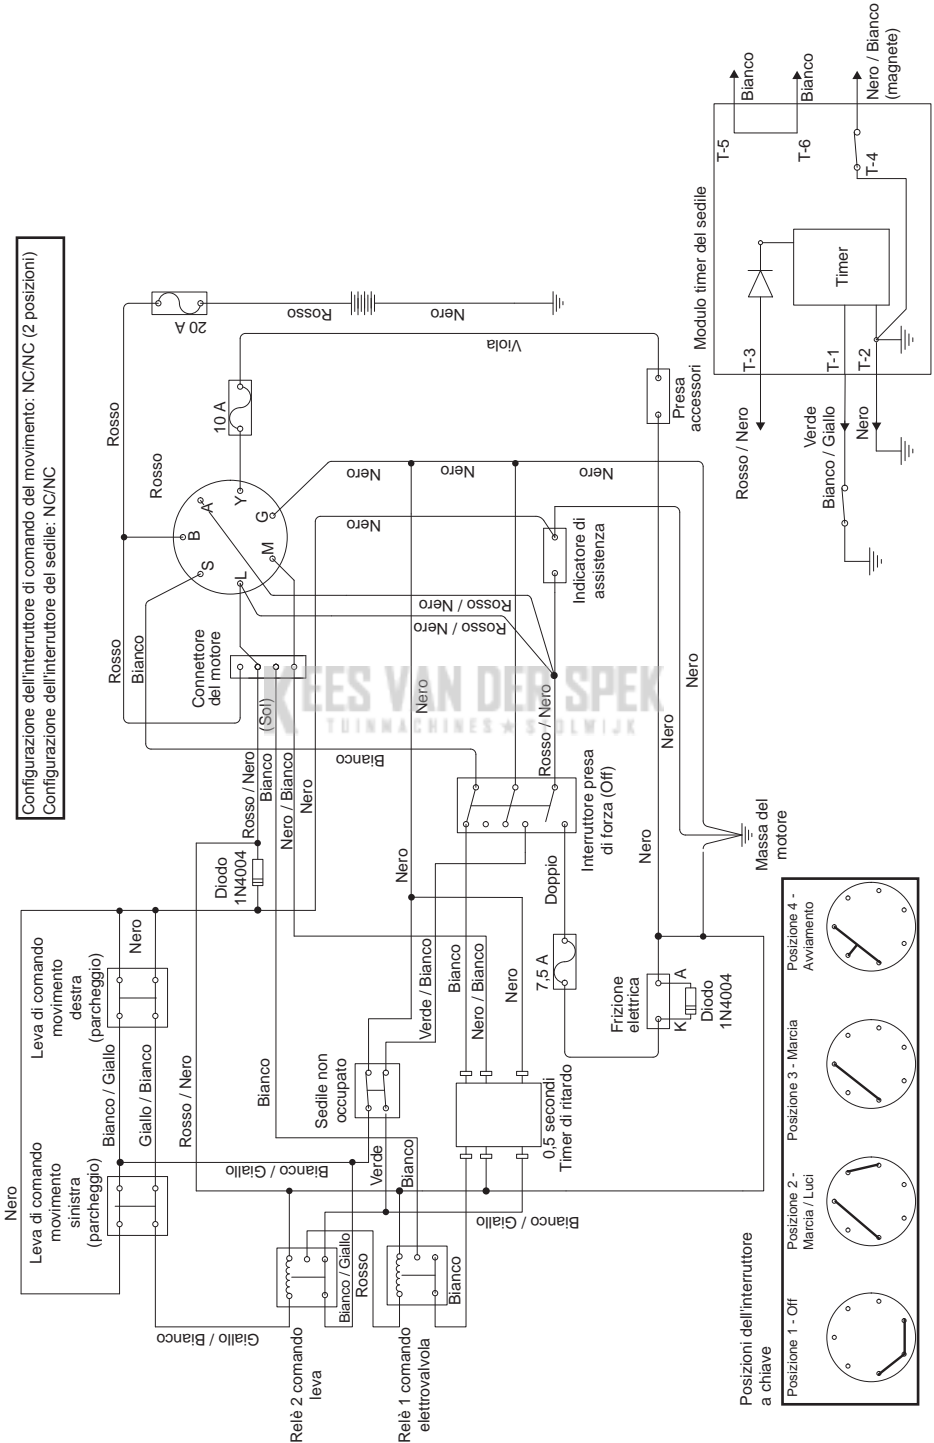 Configurazione dell'interruttore di comando del movimento: NC/NC (2 posizioni)
Configurazione dell'interruttore del sedile: NC/NC
Nero
Leva di comando
movimento
sinistra
(parcheggio)
Bianco / Giallo
Giallo / Bianco
Leva di comando
movimento
destra
(parcheggio)
Nero
Giallo / Bianco
Rosso / Nero
Bianco
Diodo
1N4004
Rosso / Nero
Bianco
Nero / Bianco
Nero
(Sol)
Rosso
Bianco
Connettore
del motore
Rosso
Rosso
S
B
A
L
Y
M
G
10 A
20 A
Rosso
Nero
Viola
Nero
Nero
Nero
Nero
Rosso / Nero
Rosso / Nero
Indicatore di
assistenza
Presa
accessori
Bianco
Nero
Rosso / Nero
Interruttore presa
di forza (Off)
Nero
Nero
Nero
Massa del
motore
Nero
Verde / Bianco
Bianco
Nero / Bianco
Nero
Doppio
7,5 A
Nero
Frizione
elettrica
K
A
Diodo
1N4004
Sedile non
occupato
Bianco / Giallo
Verde
Bianco
0,5 secondi
Timer di ritardo
Bianco / Giallo
Bianco / Giallo
Rosso
Bianco
Relè 2 comando
leva
Relè 1 comando
elettrovalvola
Modulo timer del sedile
T-5
T-6
T-4
T-3
T-1
T-2
Timer
Bianco
Bianco
Nero / Bianco
(magnete)
Rosso / Nero
Verde
Bianco / Giallo
Nero
Posizioni dell'interruttore
a chiave
Posizione 1 - Off
Posizione 2 -
Marcia / Luci
Posizione 3 - Marcia
Posizione 4 -
Avviamento
KEES VAN DER SPEK
TUINMACHINES ★ STOLWIJK